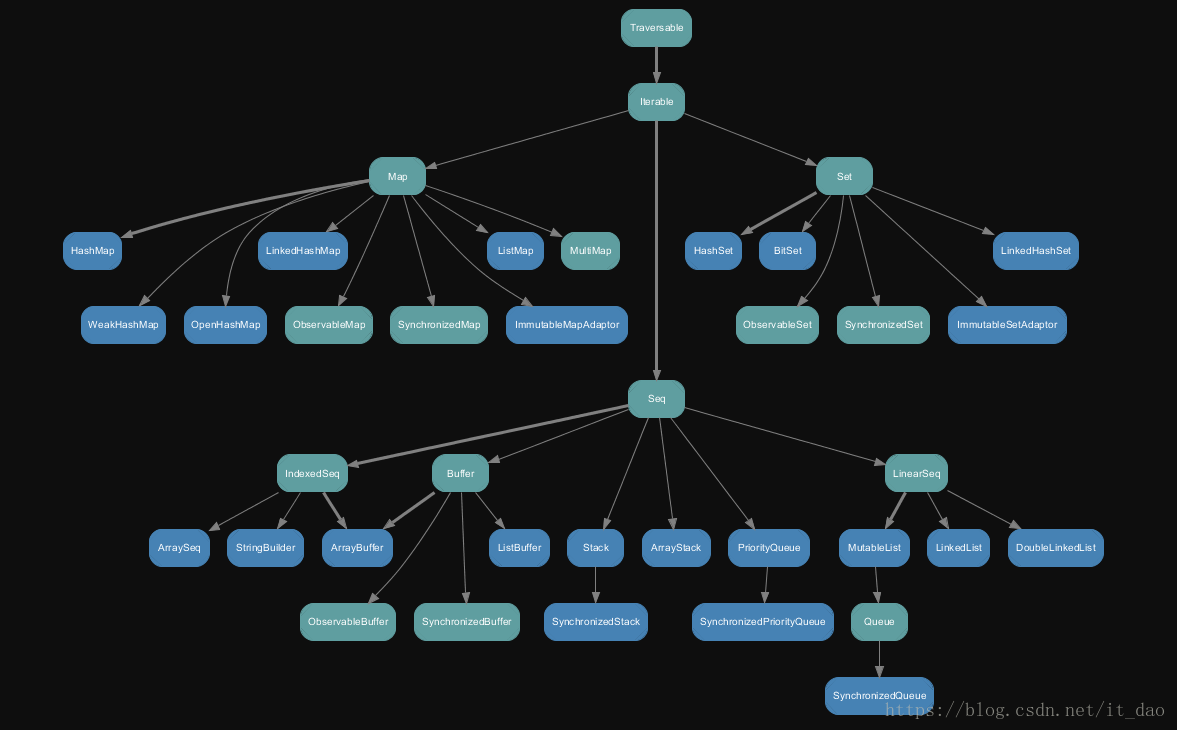 Traversable
Iterable
Map
Set
HashMap
LinkedHashMap
ListMap
MultiMap
HashSet
BitSet
LinkedHashSet
WeakHashMap
OpenHashMap
ObservableMap
SynchronizedMap
ImmutableMapAdaptor
ObservableSet
SynchronizedSet
ImmutableSetAdaptor
Seq
IndexedSeq
Buffer
LinearSeq
ArraySeq
StringBuilder
ArrayBuffer
ListBuffer
Stack
ArrayStack
PriorityQueue
MutableList
LinkedList
DoubleLinkedList
ObservableBuffer
SynchronizedBuffer
SynchronizedStack
SynchronizedPriorityQueue
Queue
SynchronizedQueue
https://blog.csdn.net/it_dao